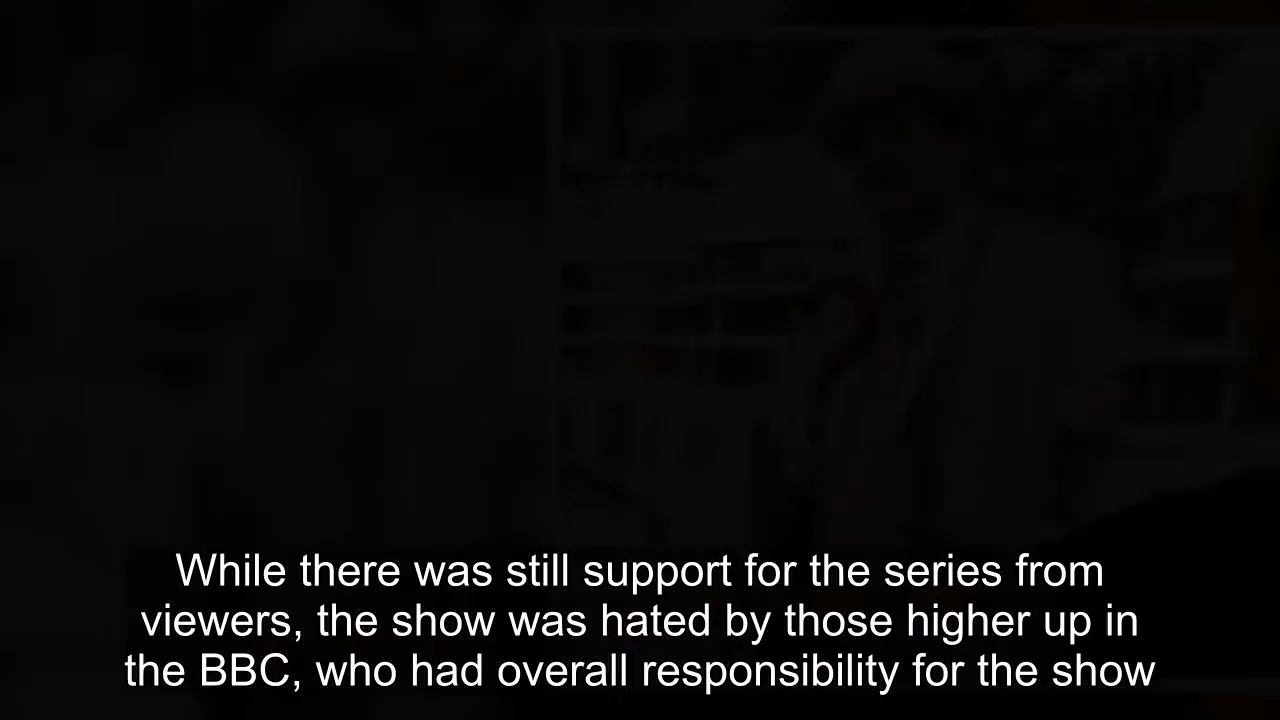 While there was still support for the series from
viewers, the show was hated by those higher up in
the BBC, who had overall responsibility for the show